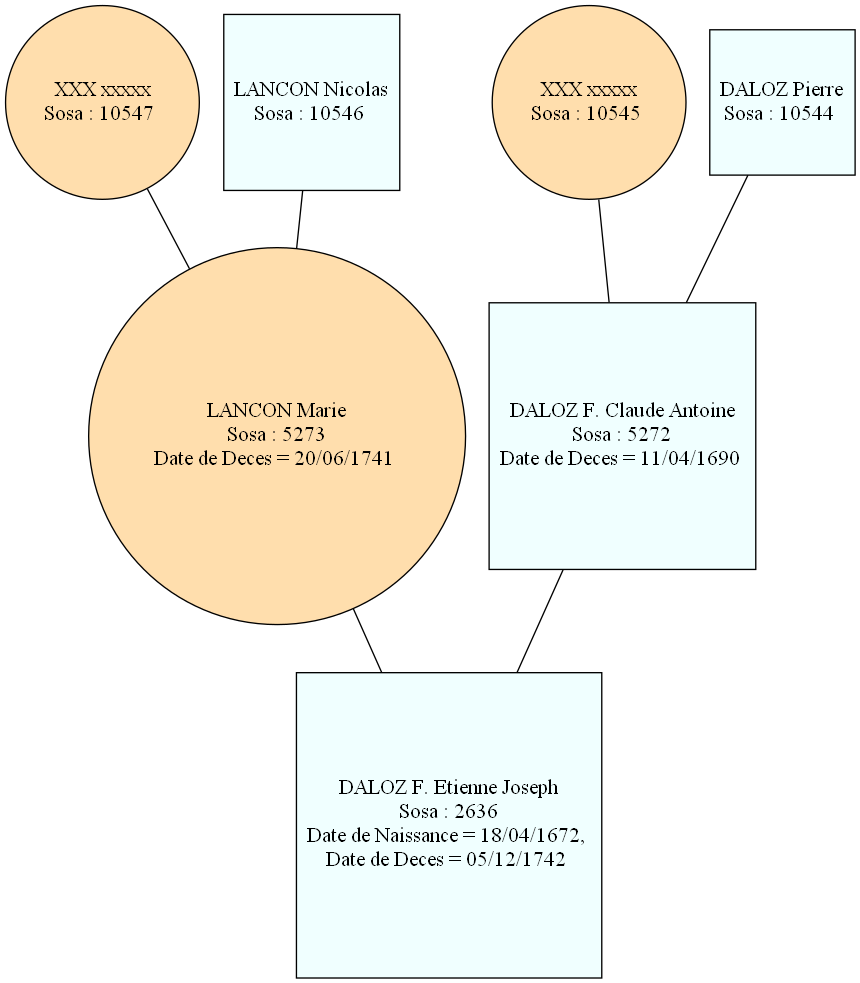 XXX xxxxx
Sosa : 10547
LANCON Nicolas
Sosa : 10546
XXX xxxxx
Sosa : 10545
DALOZ Pierre
Sosa : 10544
LANCON Marie
Sosa : 5273
Date de Deces = 20/06/1741
DALOZ F. Claude Antoine
Sosa : 5272
Date de Deces = 11/04/1690
DALOZ F. Etienne Joseph
Sosa : 2636
Date de Naissance = 18/04/1672,
Date de Deces = 05/12/1742